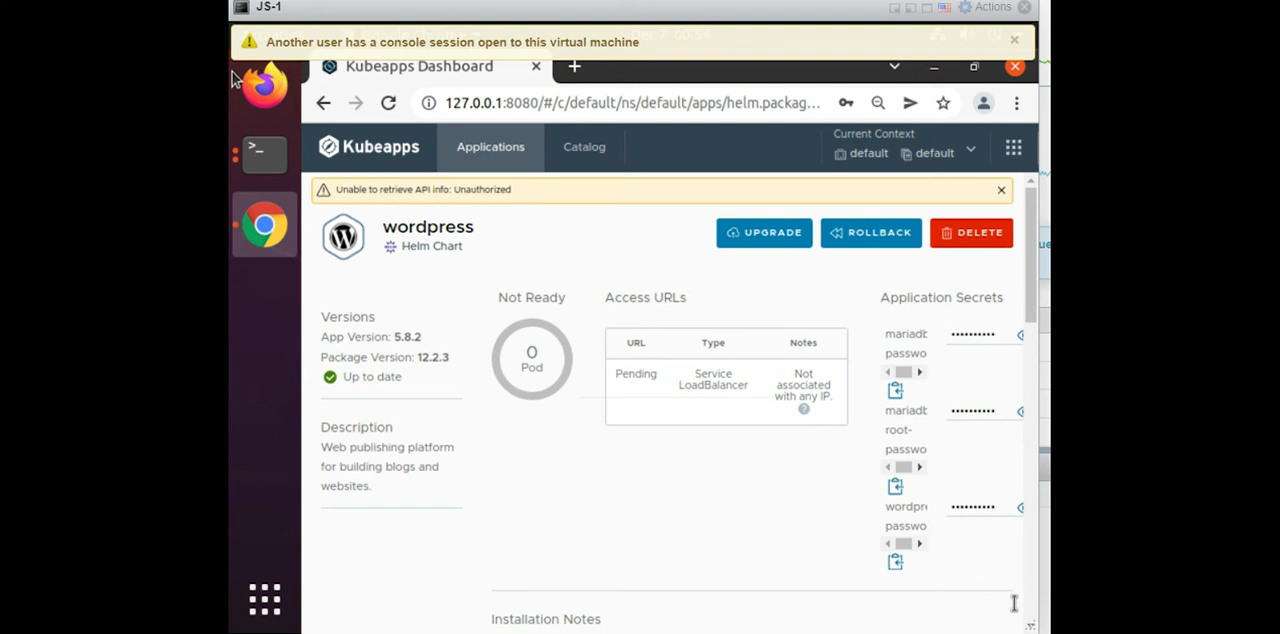 JS-1
Actions
Another user has a console session open to this virtual machine
Kubeapps Dashboard
127.0.0.1:8080/#/c/default/ns/default/apps/helm.packag...
Kubeapps
Applications
Catalog
Current Context
default
default
Unable to retrieve API info: Unauthorized
wordpress
Helm Chart
UPGRADE
ROLLBACK
DELETE
Versions
App Version: 5.8.2
Package Version: 12.2.3
Up to date
Description
Web publishing platform
for building blogs and
websites.
Not Ready
0
Pod
Access URLs
URL Type Notes
Pending
Service
LoadBalancer
Not
associated
with any IP.
Application Secrets
mariadb
passwo
mariadb
root-
passwo
wordpre
passwo
Installation Notes